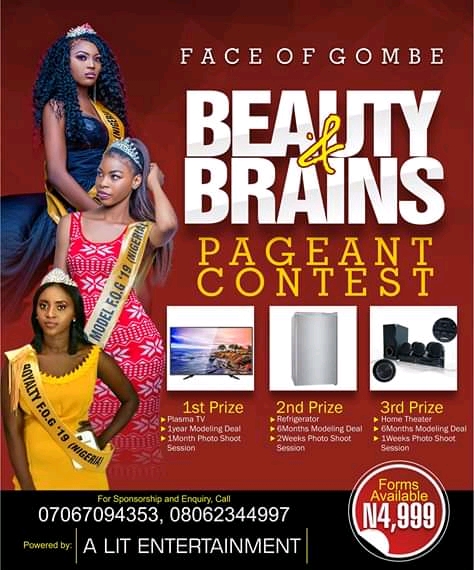 FACE OF GOMBE
BEAUTY
&
BRAINS
PAGEANT
CONTEST
(NIGERIA)
MODEL F.O.G '19 (NIGERIA)
ROYALTY F.O.G '19 (NIGERIA)
1st Prize
Plasma TV
1year Modeling Deal
1Month Photo Shoot
Session
2nd Prize
Refrigerator
6Months Modeling Deal
2Weeks Photo Shoot
Session
3rd Prize
Home Theater
6Months Modeling Deal
1Weeks Photo Shoot
Session
For Sponsorship and Enquiry, Call
07067094353, 08062344997
Powered by: A LIT ENTERTAINMENT
Forms
Available
N4,999